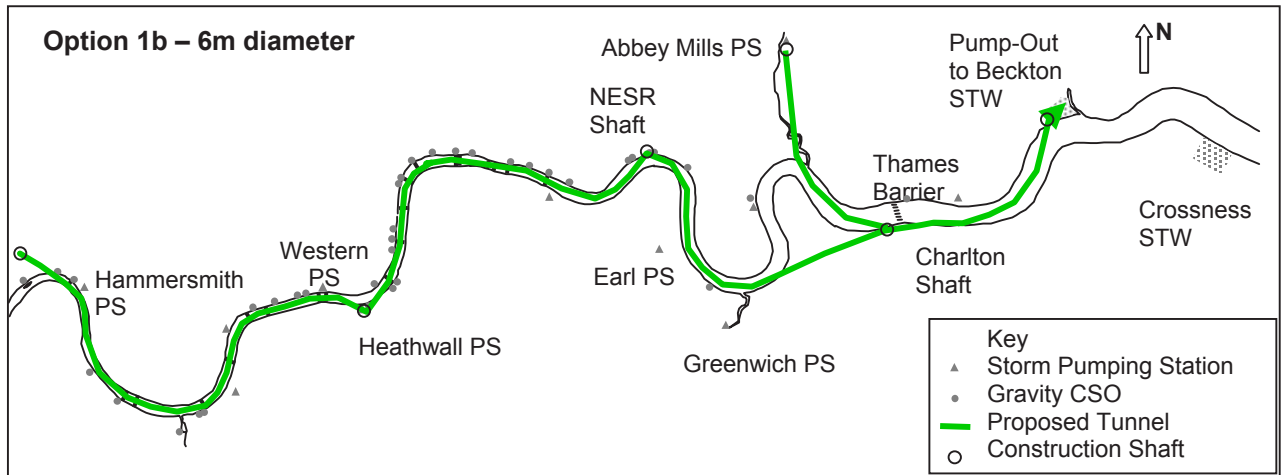 Option 1b – 6m diameter
Abbey Mills PS
Pump-Out
to Beckton
STW
N
NESR
Shaft
Thames
Barrier
Crossness
STW
Hammersmith
PS
Western
PS
Earl PS
Charlton
Shaft
Heathwall PS
Greenwich PS
Key
Storm Pumping Station
Gravity CSO
Proposed Tunnel
Construction Shaft